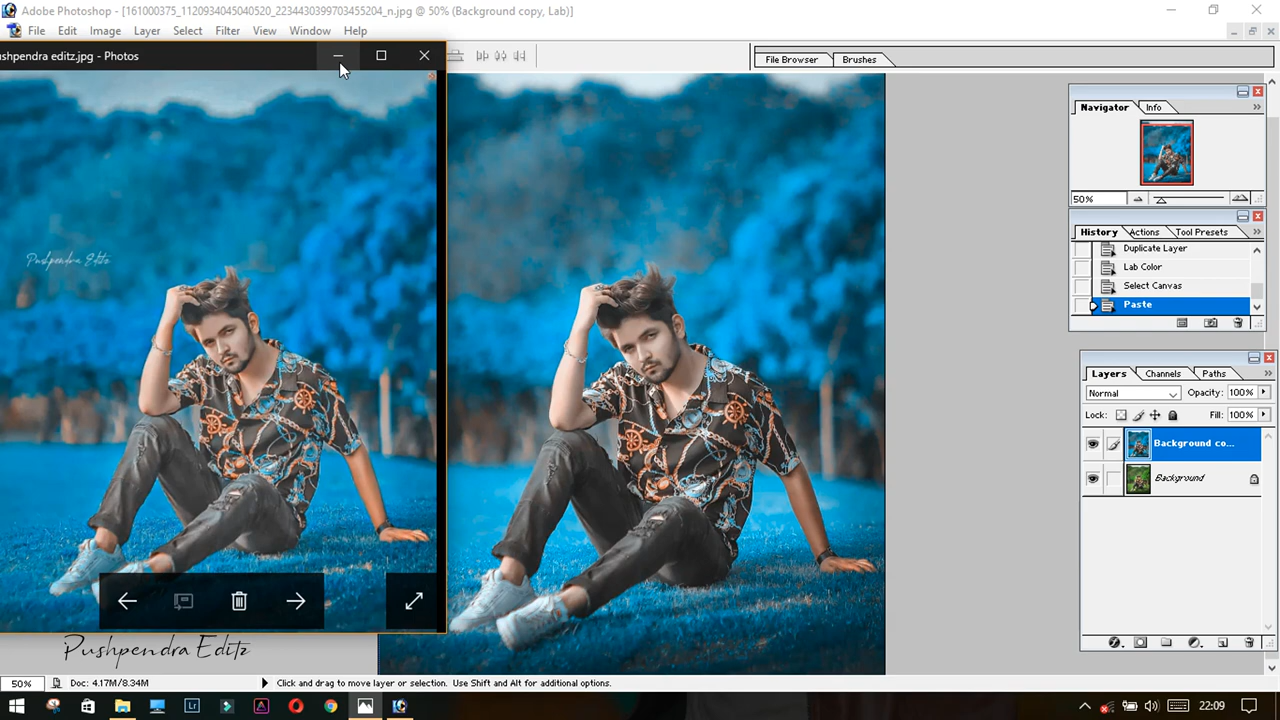 Adobe Photoshop - [161000375_1120934045040520_2234430399703455204_n.jpg @ 50% (Background copy, Lab)]
File Edit Image Layer Select Filter View Window Help
shpendra editz.jpg - Photos
File Browser Brushes
Navigator Info
50%
History Actions Tool Presets
Duplicate Layer
Lab Color
Select Canvas
Paste
Pushpendra Editz
Layers Channels Paths
Normal Opacity: 100%
Lock: Fill: 100%
Background co...
Background
Pushpendra Editz
50% Doc: 4.17M/8.34M Click and drag to move layer or selection. Use Shift and Alt for additional options.
Lr
22:09